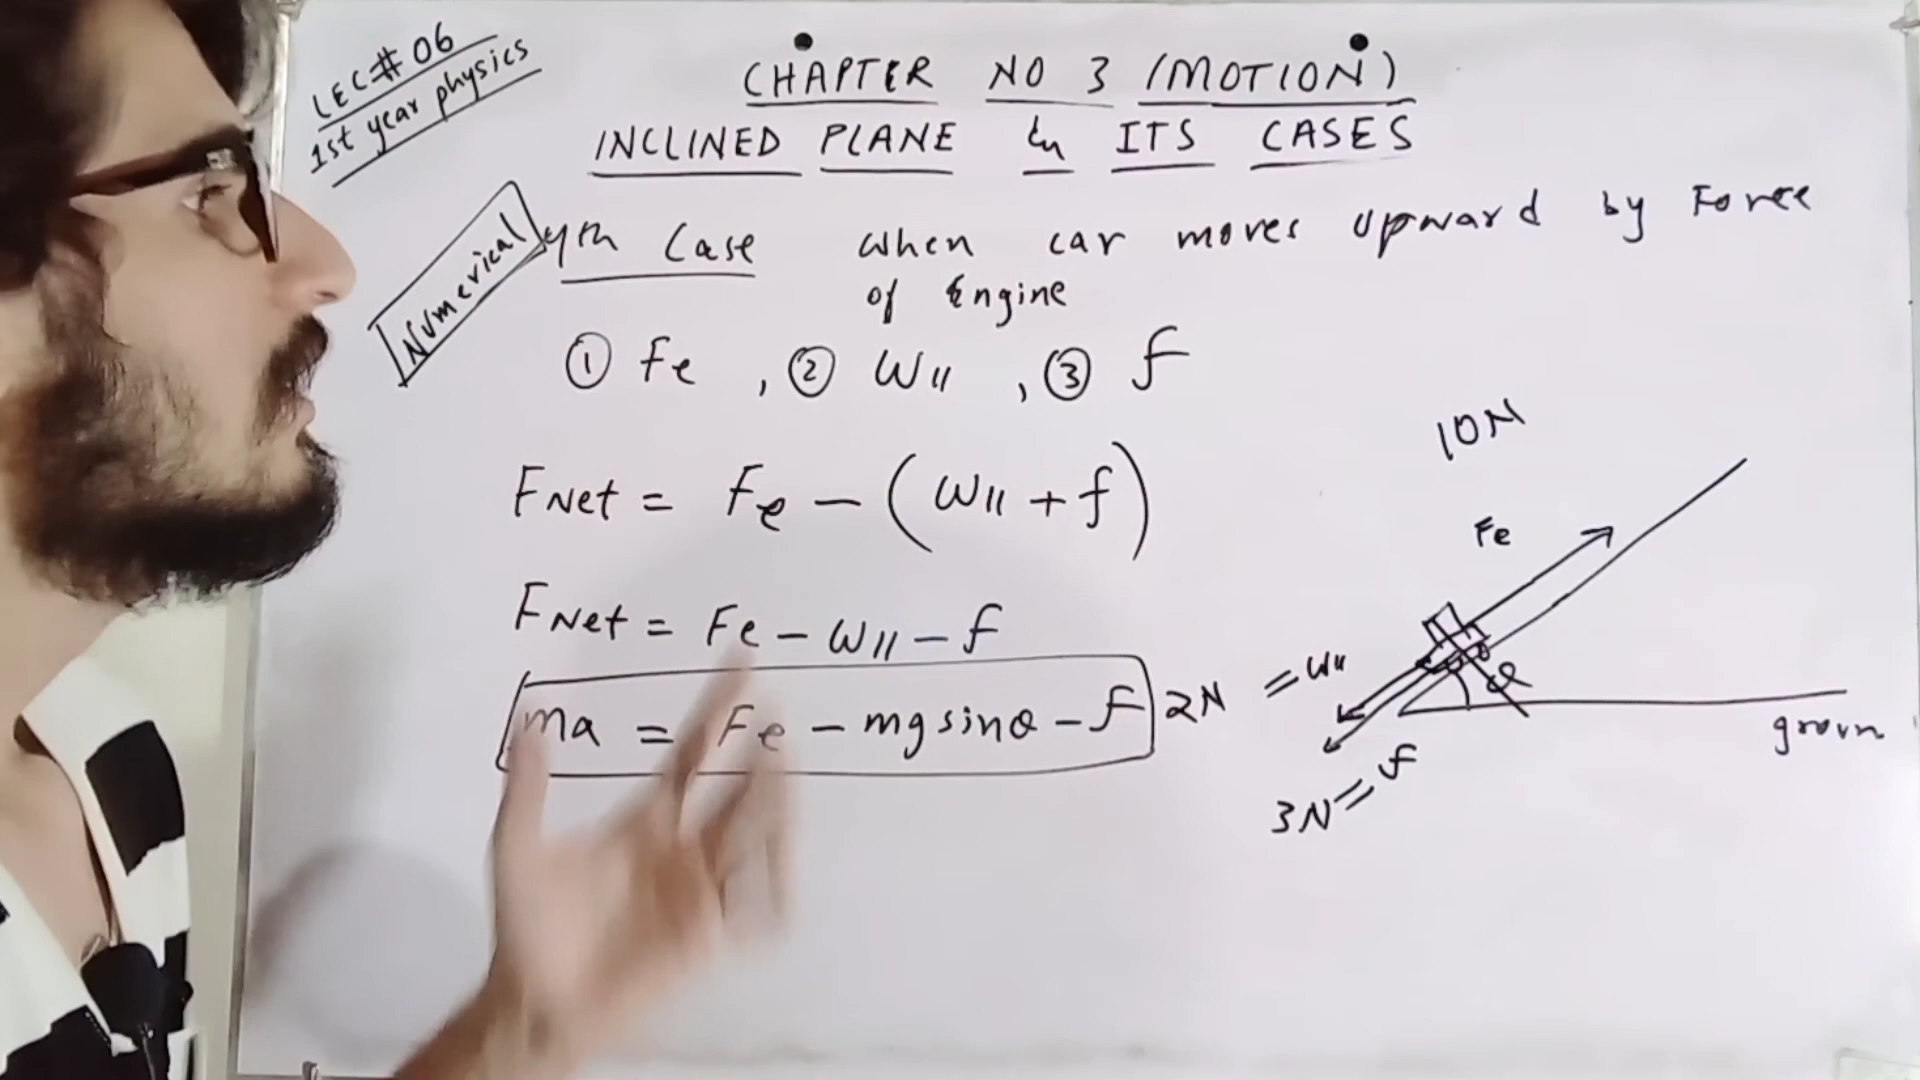 LEC# 06
1st year physics
CHAPTER NO 3 (MOTION)
INCLINED PLANE & ITS CASES
Numerical
4th Case when car moves upward by Force
of Engine
① Fe , ② W∥ , ③ f
FNet = Fe - (W∥ + f)
FNet = Fe - W∥ - f
ma = Fe - mg sinθ - f
10N
Fe
2N = W∥
θ
3N = f